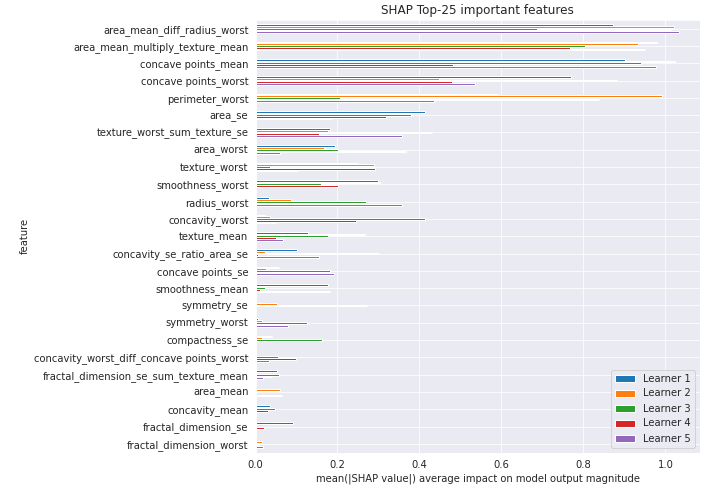 SHAP Top-25 important features
area_mean_diff_radius_worst
area_mean_multiply_texture_mean
concave points_mean
concave points_worst
perimeter_worst
area_se
texture_worst_sum_texture_se
area_worst
texture_worst
smoothness_worst
radius_worst
concavity_worst
texture_mean
concavity_se_ratio_area_se
concave points_se
smoothness_mean
symmetry_se
symmetry_worst
compactness_se
concavity_worst_diff_concave points_worst
fractal_dimension_se_sum_texture_mean
area_mean
concavity_mean
fractal_dimension_se
fractal_dimension_worst
feature
Learner 1
Learner 2
Learner 3
Learner 4
Learner 5
0.0 0.2 0.4 0.6 0.8 1.0
mean(|SHAP value|) average impact on model output magnitude